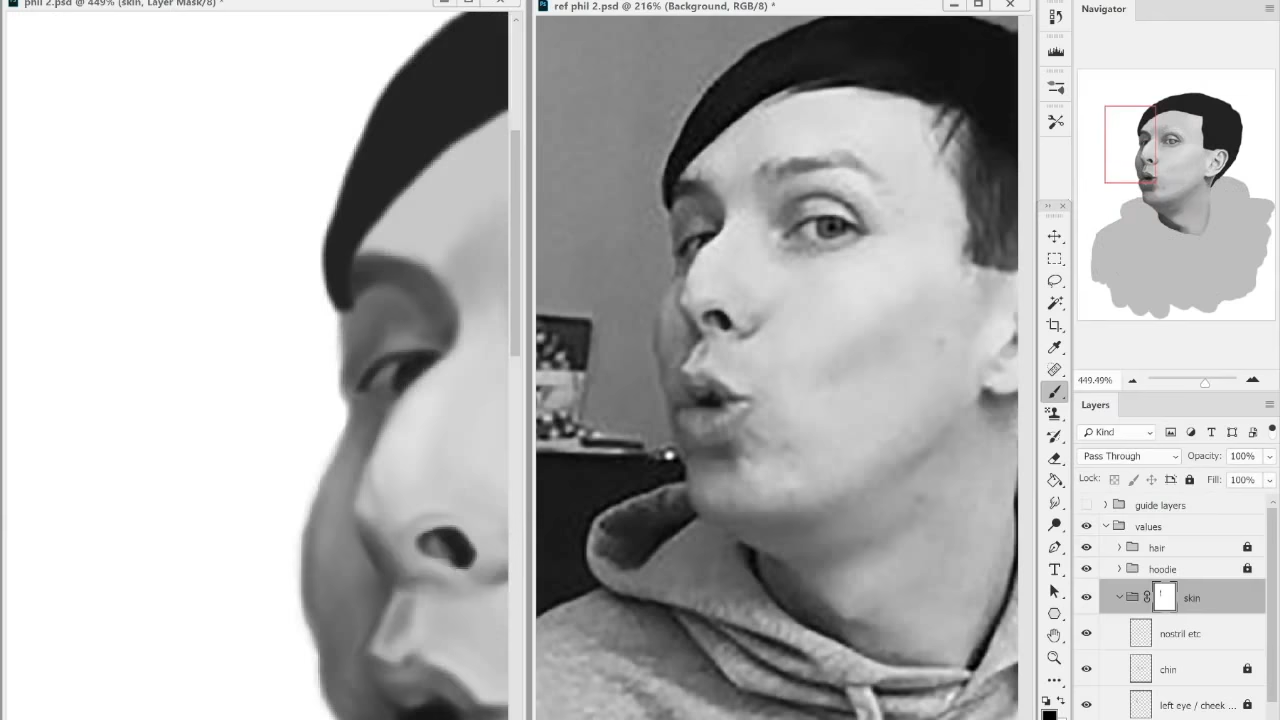 phil 2.psd @ 449% (skin, Layer Mask/8) *
ref phil 2.psd @ 216% (Background, RGB/8) *
Navigator
449.49%
Layers
Kind
Pass Through
Opacity: 100%
Lock:
Fill: 100%
guide layers
values
hair
hoodie
skin
nostril etc
chin
left eye / cheek ...